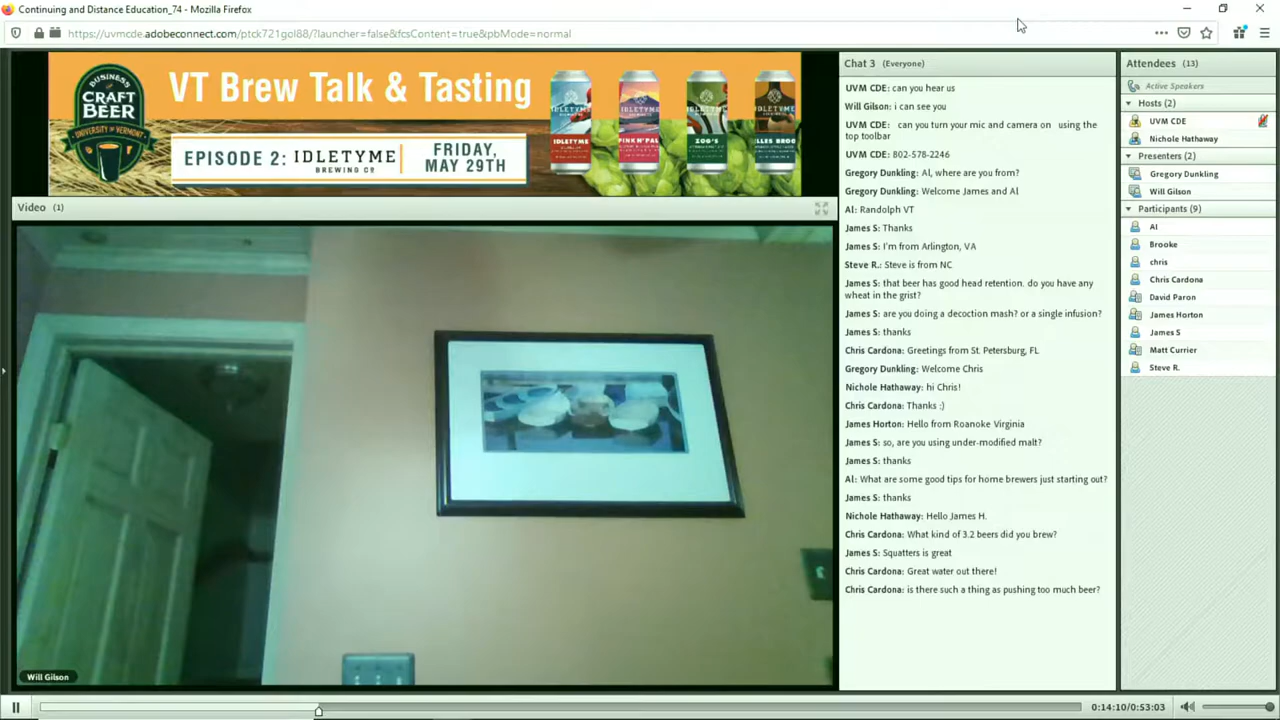 Continuing and Distance Education_74 - Mozilla Firefox
https://uvmcde.adobeconnect.com/ptck721gol88/?launcher=false&fcsContent=true&pbMode=normal
BUSINESS of
CRAFT
BEER
UNIVERSITY OF VERMONT
VT Brew Talk & Tasting
EPISODE 2: IDLETYME
BREWING CO
FRIDAY,
MAY 29TH
IDLETYME
PINK N' PALE
ZOG'S
Video (1)
Will Gilson
Chat 3 (Everyone)
UVM CDE: can you hear us
Will Gilson: i can see you
UVM CDE: can you turn your mic and camera on using the
top toolbar
UVM CDE: 802-578-2246
Gregory Dunkling: Al, where are you from?
Gregory Dunkling: Welcome James and Al
Al: Randolph VT
James S: Thanks
James S: I'm from Arlington, VA
Steve R.: Steve is from NC
James S: that beer has good head retention. do you have any
wheat in the grist?
James S: are you doing a decoction mash? or a single infusion?
James S: thanks
Chris Cardona: Greetings from St. Petersburg, FL
Gregory Dunkling: Welcome Chris
Nichole Hathaway: hi Chris!
Chris Cardona: Thanks :)
James Horton: Hello from Roanoke Virginia
James S: so, are you using under-modified malt?
James S: thanks
Al: What are some good tips for home brewers just starting out?
James S: thanks
Nichole Hathaway: Hello James H.
Chris Cardona: What kind of 3.2 beers did you brew?
James S: Squatters is great
Chris Cardona: Great water out there!
Chris Cardona: is there such a thing as pushing too much beer?
Attendees (13)
Active Speakers
Hosts (2)
UVM CDE
Nichole Hathaway
Presenters (2)
Gregory Dunkling
Will Gilson
Participants (9)
Al
Brooke
chris
Chris Cardona
David Paron
James Horton
James S
Matt Currier
Steve R.
0:14:10/0:53:03